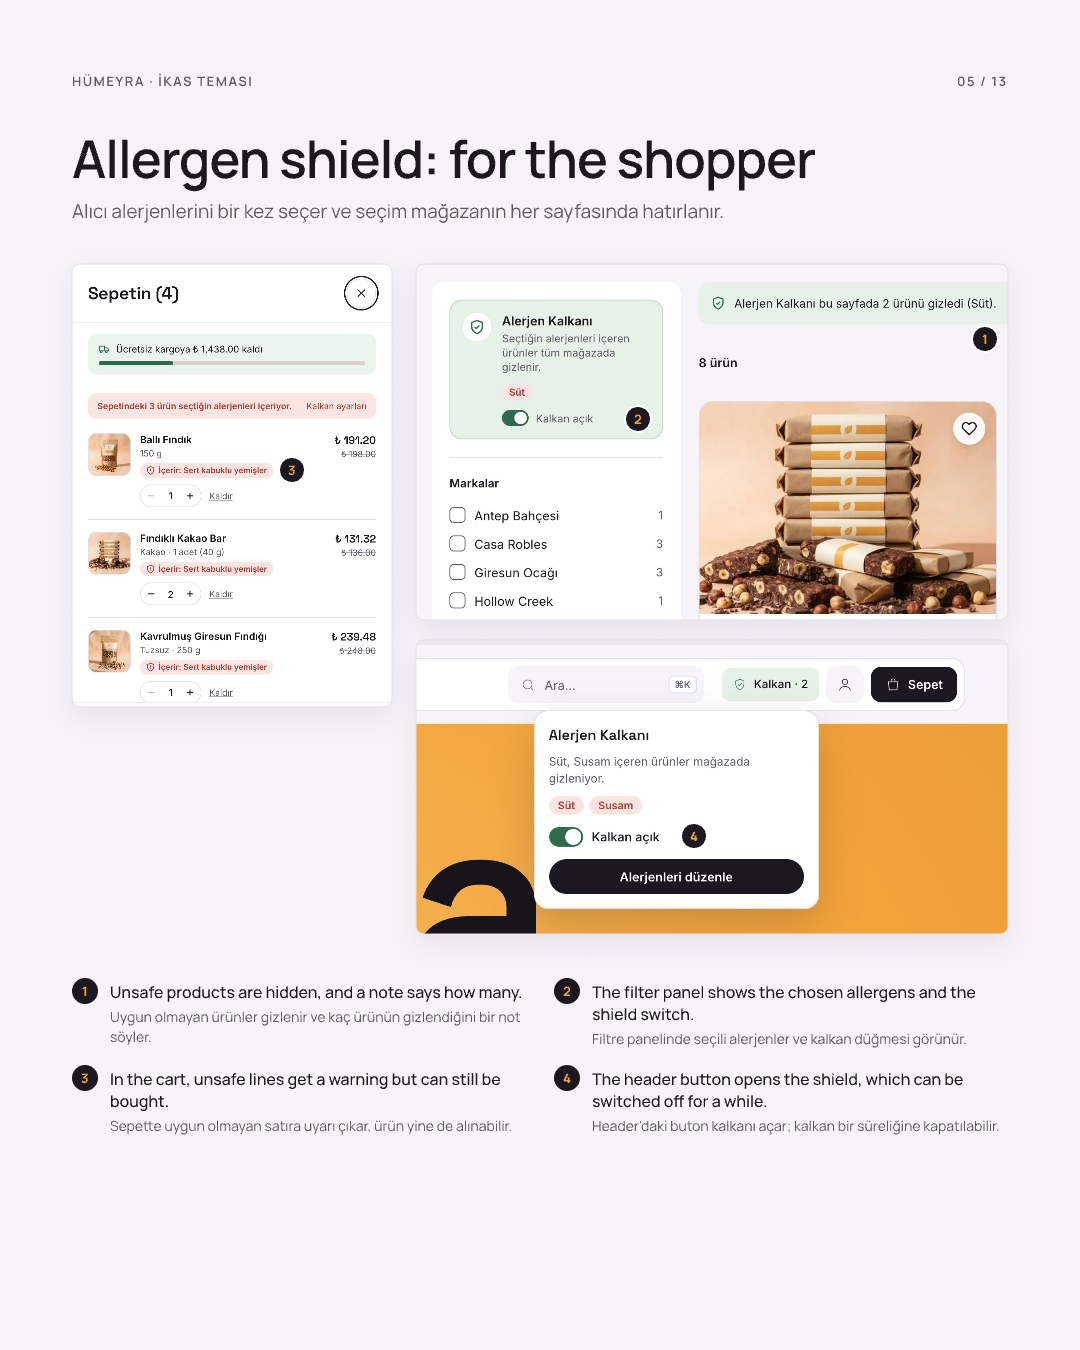 HÜMEYRA · İKAS TEMASI
05 / 13
Allergen shield: for the shopper
Alıcı alerjenlerini bir kez seçer ve seçim mağazanın her sayfasında hatırlanır.
Sepetin (4)
Ücretsiz kargoya ₺ 1,438.00 kaldı
Sepetindeki 3 ürün seçtiğin alerjenleri içeriyor. Kalkan ayarları
Ballı Fındık ₺ 191.20
150 g ₺ 198.00
İçerir: Sert kabuklu yemişler
3
1 Kaldır
Fındıklı Kakao Bar ₺ 131.32
Kakao · 1 adet (40 g) ₺ 136.00
İçerir: Sert kabuklu yemişler
2 Kaldır
Kavrulmuş Giresun Fındığı ₺ 239.48
Tuzsuz · 250 g ₺ 248.00
İçerir: Sert kabuklu yemişler
1 Kaldır
Alerjen Kalkanı
Seçtiğin alerjenleri içeren
ürünler tüm mağazada
gizlenir.
Süt
Kalkan açık
2
Markalar
Antep Bahçesi 1
Casa Robles 3
Giresun Ocağı 3
Hollow Creek 1
Alerjen Kalkanı bu sayfada 2 ürünü gizledi (Süt).
1
8 ürün
Ara... ⌘K
Kalkan · 2
Sepet
Alerjen Kalkanı
Süt, Susam içeren ürünler mağazada
gizleniyor.
Süt Susam
Kalkan açık 4
Alerjenleri düzenle
a
1 Unsafe products are hidden, and a note says how many.
Uygun olmayan ürünler gizlenir ve kaç ürünün gizlendiğini bir not
söyler.
2 The filter panel shows the chosen allergens and the
shield switch.
Filtre panelinde seçili alerjenler ve kalkan düğmesi görünür.
3 In the cart, unsafe lines get a warning but can still be
bought.
Sepette uygun olmayan satıra uyarı çıkar, ürün yine de alınabilir.
4 The header button opens the shield, which can be
switched off for a while.
Header'daki buton kalkanı açar; kalkan bir süreliğine kapatılabilir.